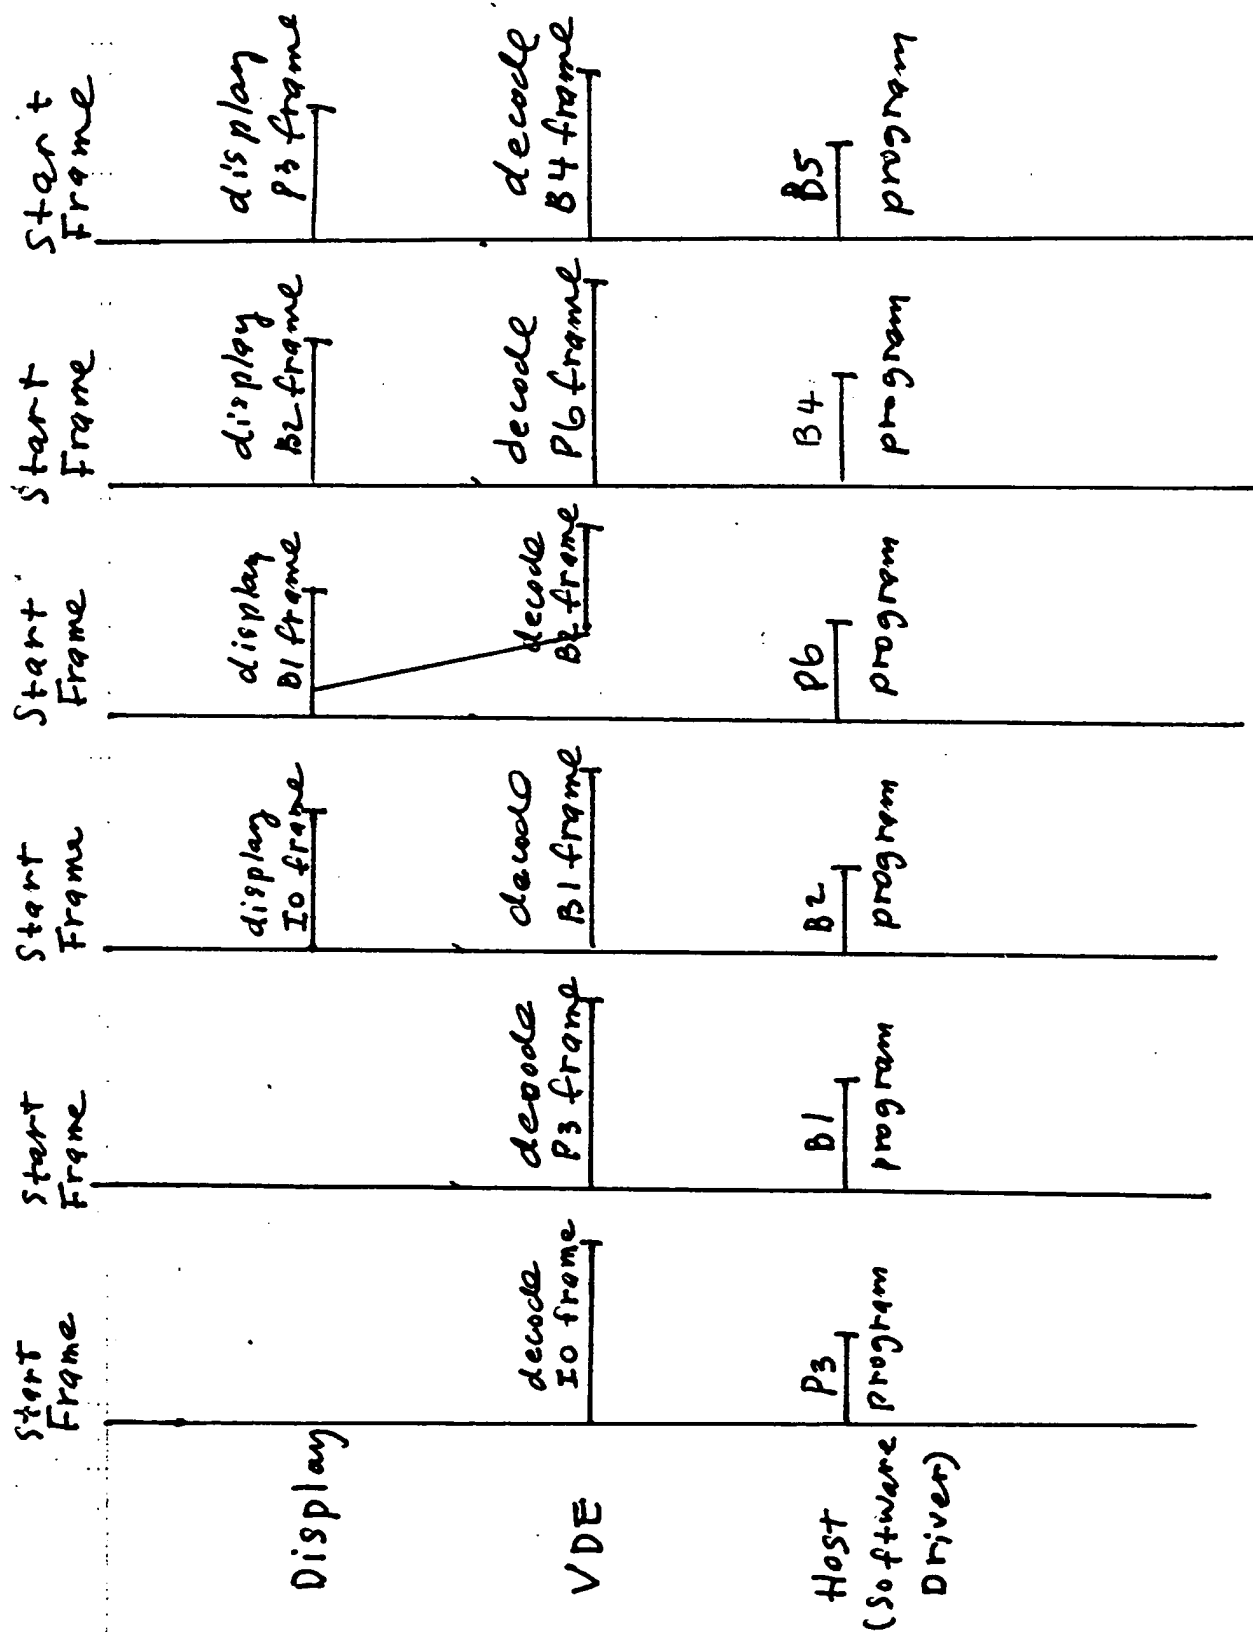 Start
Frame
Start
Frame
Start
Frame
Start
Frame
Start
Frame
Start
Frame
Display
display
I0 frame
display
B1 frame
display
B2 frame
display
P3 frame
VDE
decode
I0 frame
decode
P3 frame
decode
B1 frame
decode
B2 frame
decode
P6 frame
decode
B4 frame
Host
(Software
Driver)
P3
program
B1
program
B2
program
P6
program
B4
program
B5
program